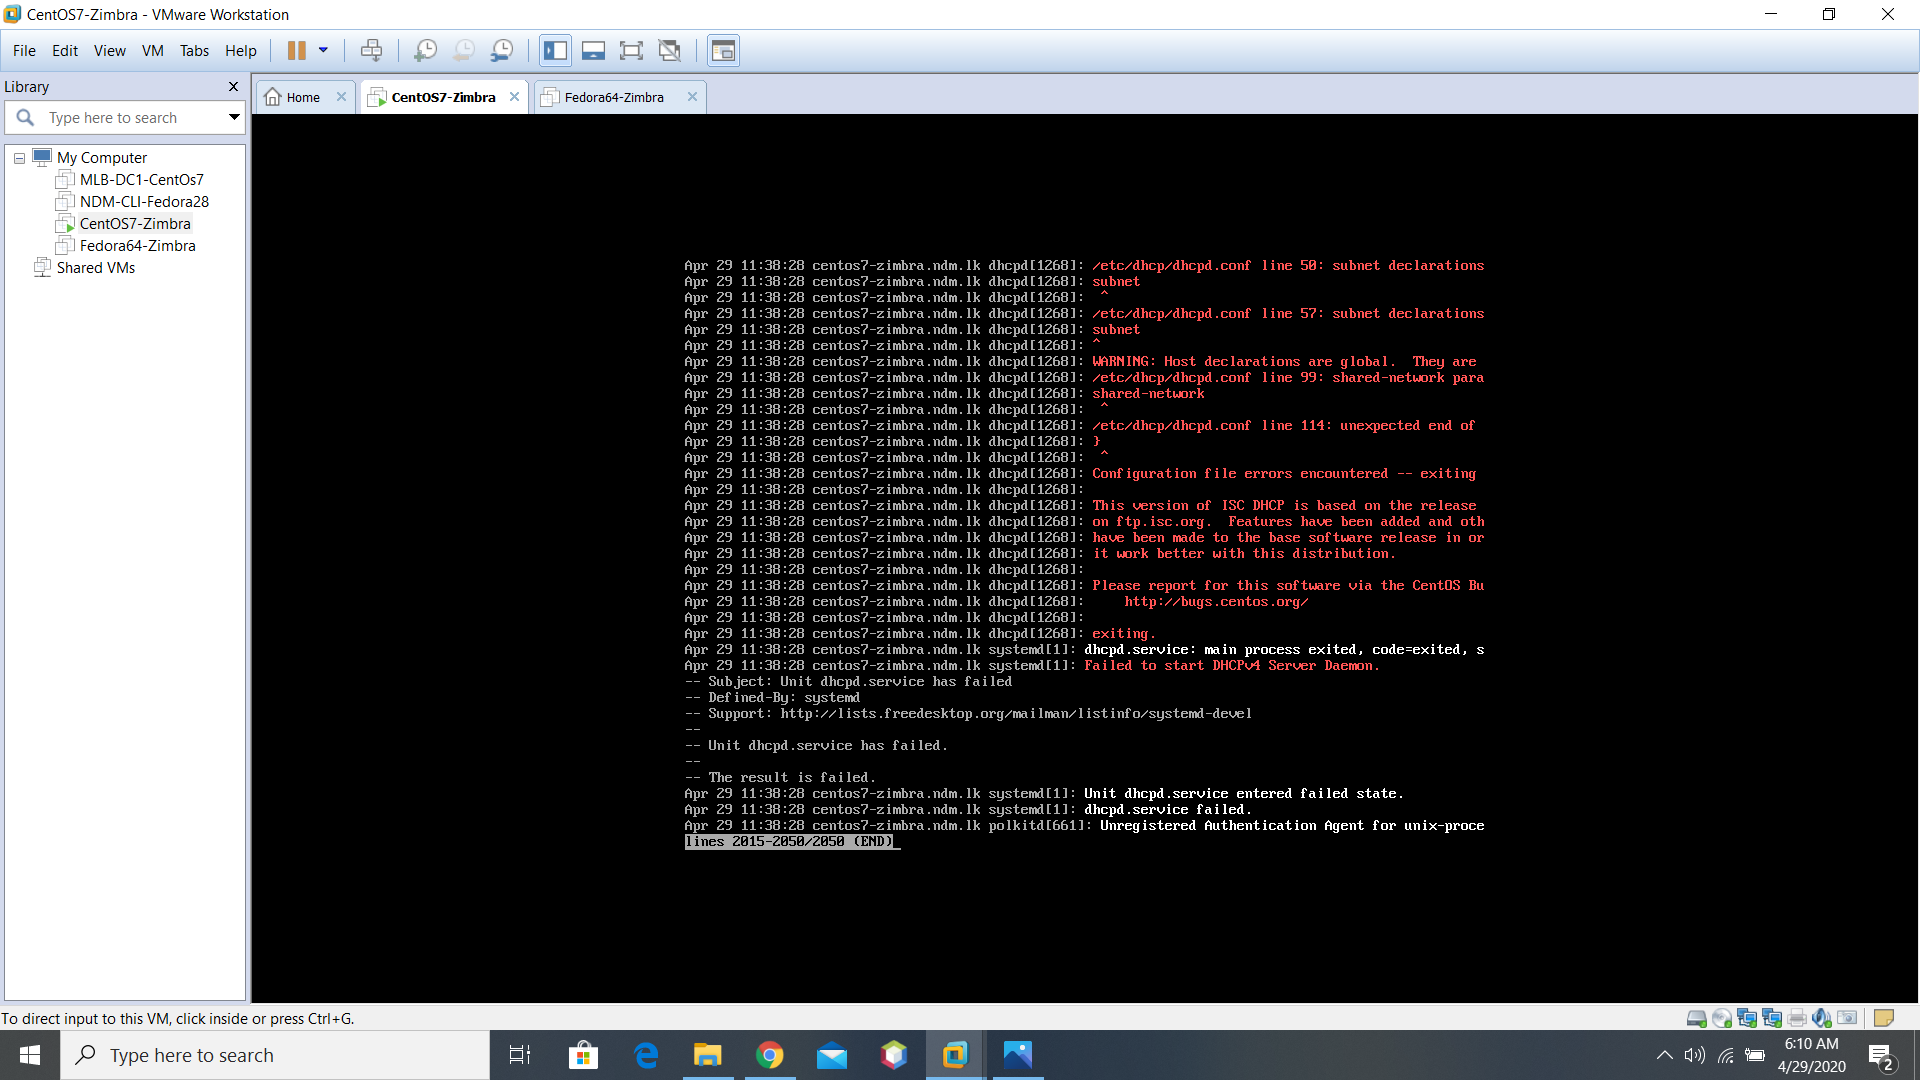 CentOS7-Zimbra - VMware Workstation
File Edit View VM Tabs Help
Library
Type here to search
My Computer
MLB-DC1-CentOs7
NDM-CLI-Fedora28
CentOS7-Zimbra
Fedora64-Zimbra
Shared VMs
Home CentOS7-Zimbra Fedora64-Zimbra
Apr 29 11:38:28 centos7-zimbra.ndm.lk dhcpd[1268]: /etc/dhcp/dhcpd.conf line 50: subnet declarations
Apr 29 11:38:28 centos7-zimbra.ndm.lk dhcpd[1268]: subnet
Apr 29 11:38:28 centos7-zimbra.ndm.lk dhcpd[1268]: ^
Apr 29 11:38:28 centos7-zimbra.ndm.lk dhcpd[1268]: /etc/dhcp/dhcpd.conf line 57: subnet declarations
Apr 29 11:38:28 centos7-zimbra.ndm.lk dhcpd[1268]: subnet
Apr 29 11:38:28 centos7-zimbra.ndm.lk dhcpd[1268]: ^
Apr 29 11:38:28 centos7-zimbra.ndm.lk dhcpd[1268]: WARNING: Host declarations are global.  They are
Apr 29 11:38:28 centos7-zimbra.ndm.lk dhcpd[1268]: /etc/dhcp/dhcpd.conf line 99: shared-network para
Apr 29 11:38:28 centos7-zimbra.ndm.lk dhcpd[1268]: shared-network
Apr 29 11:38:28 centos7-zimbra.ndm.lk dhcpd[1268]: ^
Apr 29 11:38:28 centos7-zimbra.ndm.lk dhcpd[1268]: /etc/dhcp/dhcpd.conf line 114: unexpected end of
Apr 29 11:38:28 centos7-zimbra.ndm.lk dhcpd[1268]: }
Apr 29 11:38:28 centos7-zimbra.ndm.lk dhcpd[1268]: ^
Apr 29 11:38:28 centos7-zimbra.ndm.lk dhcpd[1268]: Configuration file errors encountered -- exiting
Apr 29 11:38:28 centos7-zimbra.ndm.lk dhcpd[1268]:
Apr 29 11:38:28 centos7-zimbra.ndm.lk dhcpd[1268]: This version of ISC DHCP is based on the release
Apr 29 11:38:28 centos7-zimbra.ndm.lk dhcpd[1268]: on ftp.isc.org.  Features have been added and oth
Apr 29 11:38:28 centos7-zimbra.ndm.lk dhcpd[1268]: have been made to the base software release in or
Apr 29 11:38:28 centos7-zimbra.ndm.lk dhcpd[1268]: it work better with this distribution.
Apr 29 11:38:28 centos7-zimbra.ndm.lk dhcpd[1268]:
Apr 29 11:38:28 centos7-zimbra.ndm.lk dhcpd[1268]: Please report for this software via the CentOS Bu
Apr 29 11:38:28 centos7-zimbra.ndm.lk dhcpd[1268]:     http://bugs.centos.org/
Apr 29 11:38:28 centos7-zimbra.ndm.lk dhcpd[1268]:
Apr 29 11:38:28 centos7-zimbra.ndm.lk dhcpd[1268]: exiting.
Apr 29 11:38:28 centos7-zimbra.ndm.lk systemd[1]: dhcpd.service: main process exited, code=exited, s
Apr 29 11:38:28 centos7-zimbra.ndm.lk systemd[1]: Failed to start DHCPv4 Server Daemon.
-- Subject: Unit dhcpd.service has failed
-- Defined-By: systemd
-- Support: http://lists.freedesktop.org/mailman/listinfo/systemd-devel
--
-- Unit dhcpd.service has failed.
--
-- The result is failed.
Apr 29 11:38:28 centos7-zimbra.ndm.lk systemd[1]: Unit dhcpd.service entered failed state.
Apr 29 11:38:28 centos7-zimbra.ndm.lk systemd[1]: dhcpd.service failed.
Apr 29 11:38:28 centos7-zimbra.ndm.lk polkitd[661]: Unregistered Authentication Agent for unix-proce
lines 2015-2050/2050 (END)
To direct input to this VM, click inside or press Ctrl+G.
Type here to search
6:10 AM
4/29/2020
2